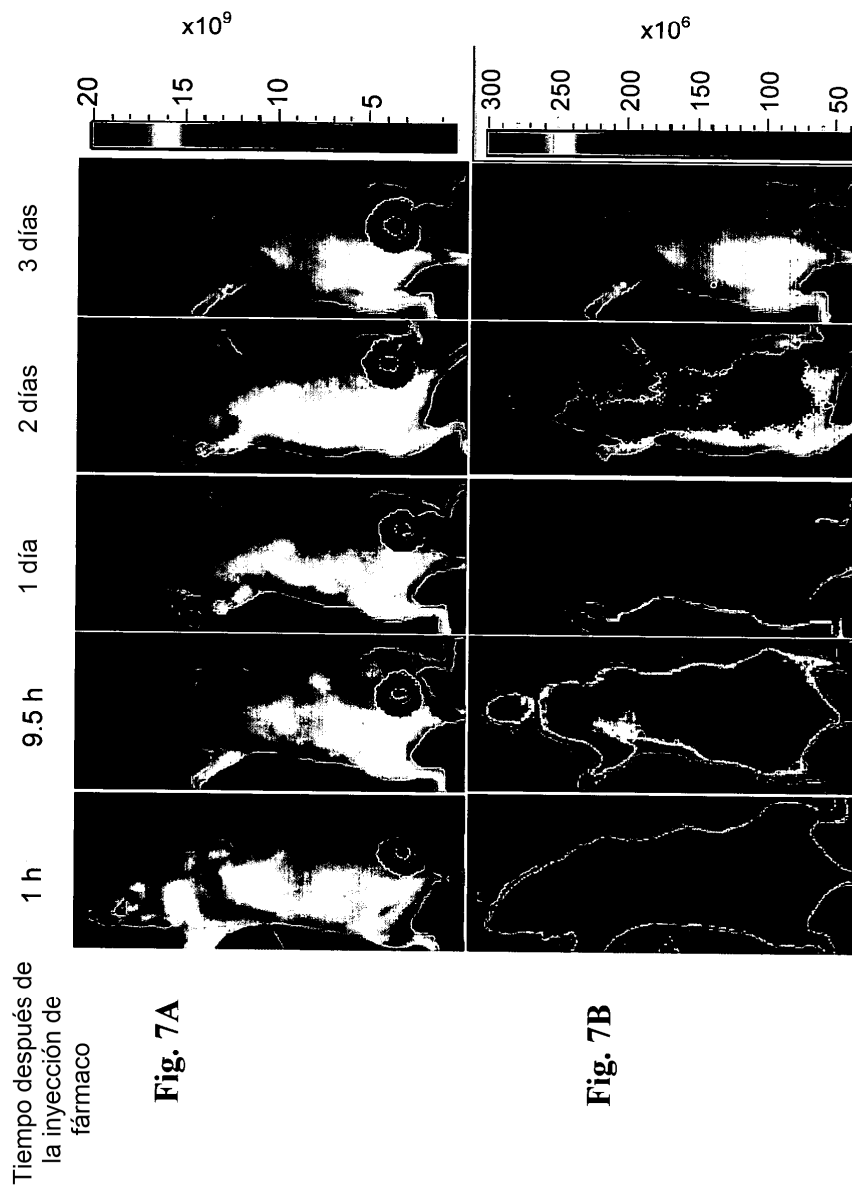 Tiempo después de
la inyección de
fármaco
1 h
9.5 h
1 día
2 días
3 días
Fig. 7A
20
15
10
5
x10⁹
Fig. 7B
300
250
200
150
100
50
x10⁶